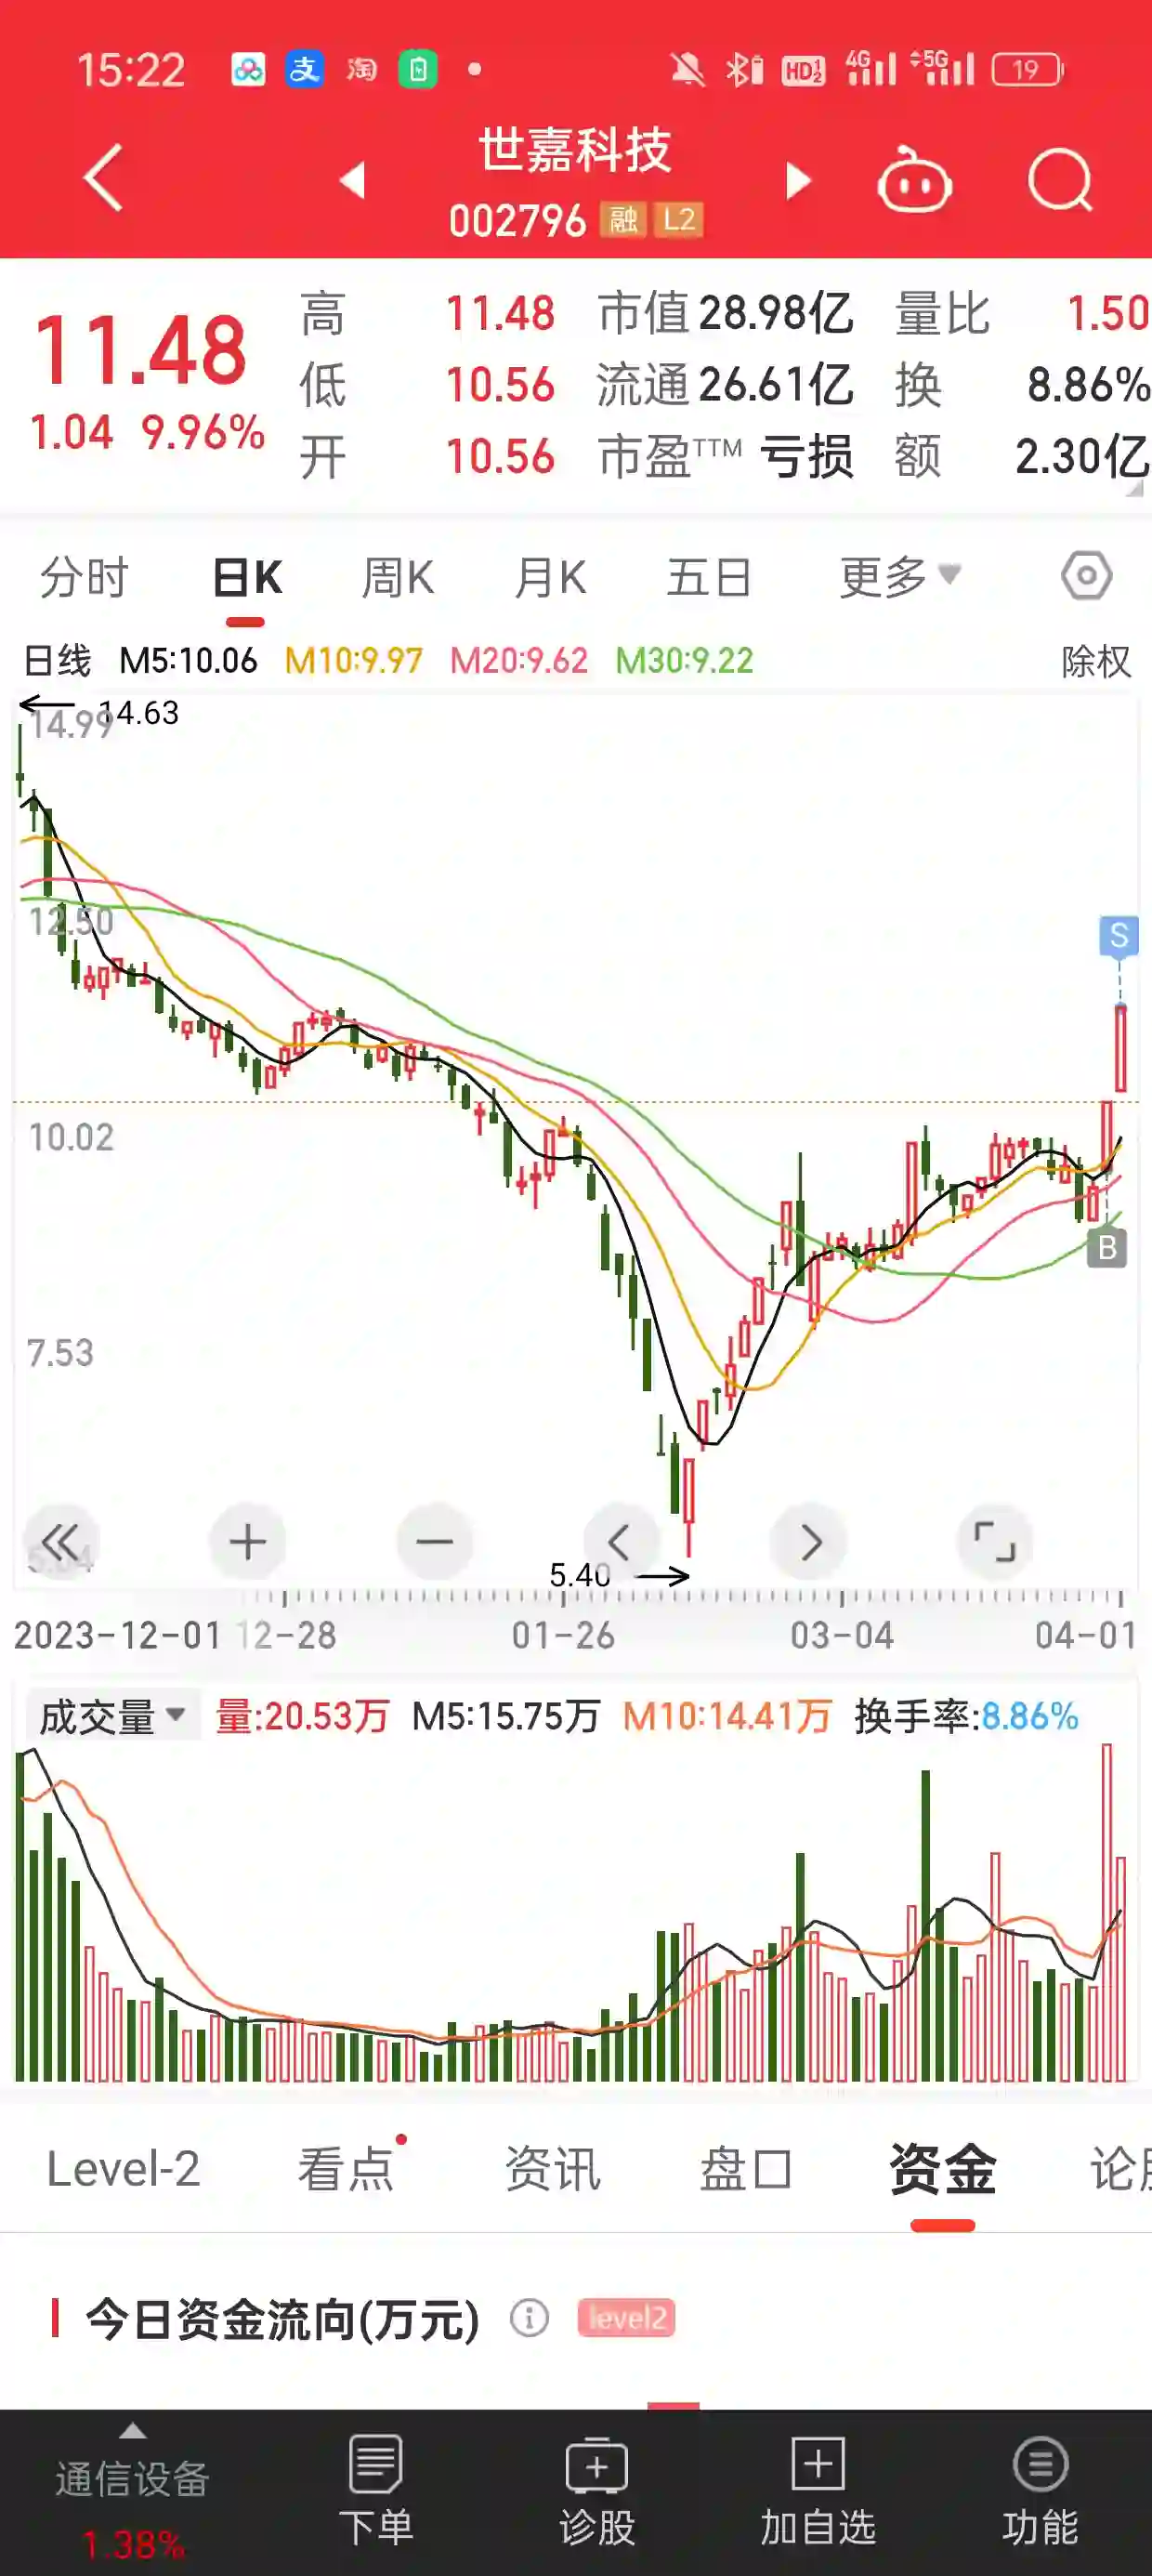 15:22 支 淘 HD 1 2 4G 5G 19
世嘉科技
002796 融 L2
11.48
1.04 9.96%
高 11.48 市值 28.98亿 量比 1.50
低 10.56 流通 26.61亿 换 8.86%
开 10.56 市盈TTM 亏损 额 2.30亿
分时 日K 周K 月K 五日 更多
日线 M5:10.06 M10:9.97 M20:9.62 M30:9.22 除权
14.63
14.99
12.50
S
10.02
B
7.53
5.04
5.40
2023-12-01 12-28 01-26 03-04 04-01
成交量 量:20.53万 M5:15.75万 M10:14.41万 换手率:8.86%
Level-2 看点 资讯 盘口 资金 论
今日资金流向(万元) level2
通信设备 下单 诊股 加自选 功能
1.38%